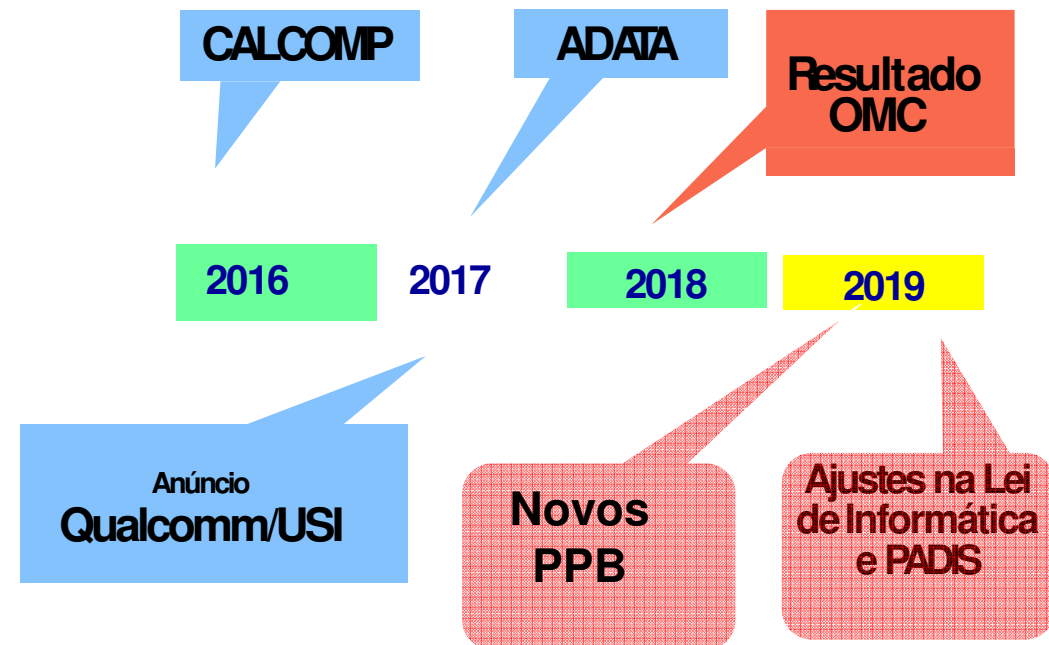 CALCOMP
ADATA
Resultado
OMC
2016
2017
2018
2019
Anúncio
Qualcomm/USI
Novos
PPB
Ajustes na Lei
de Informática
e PADIS